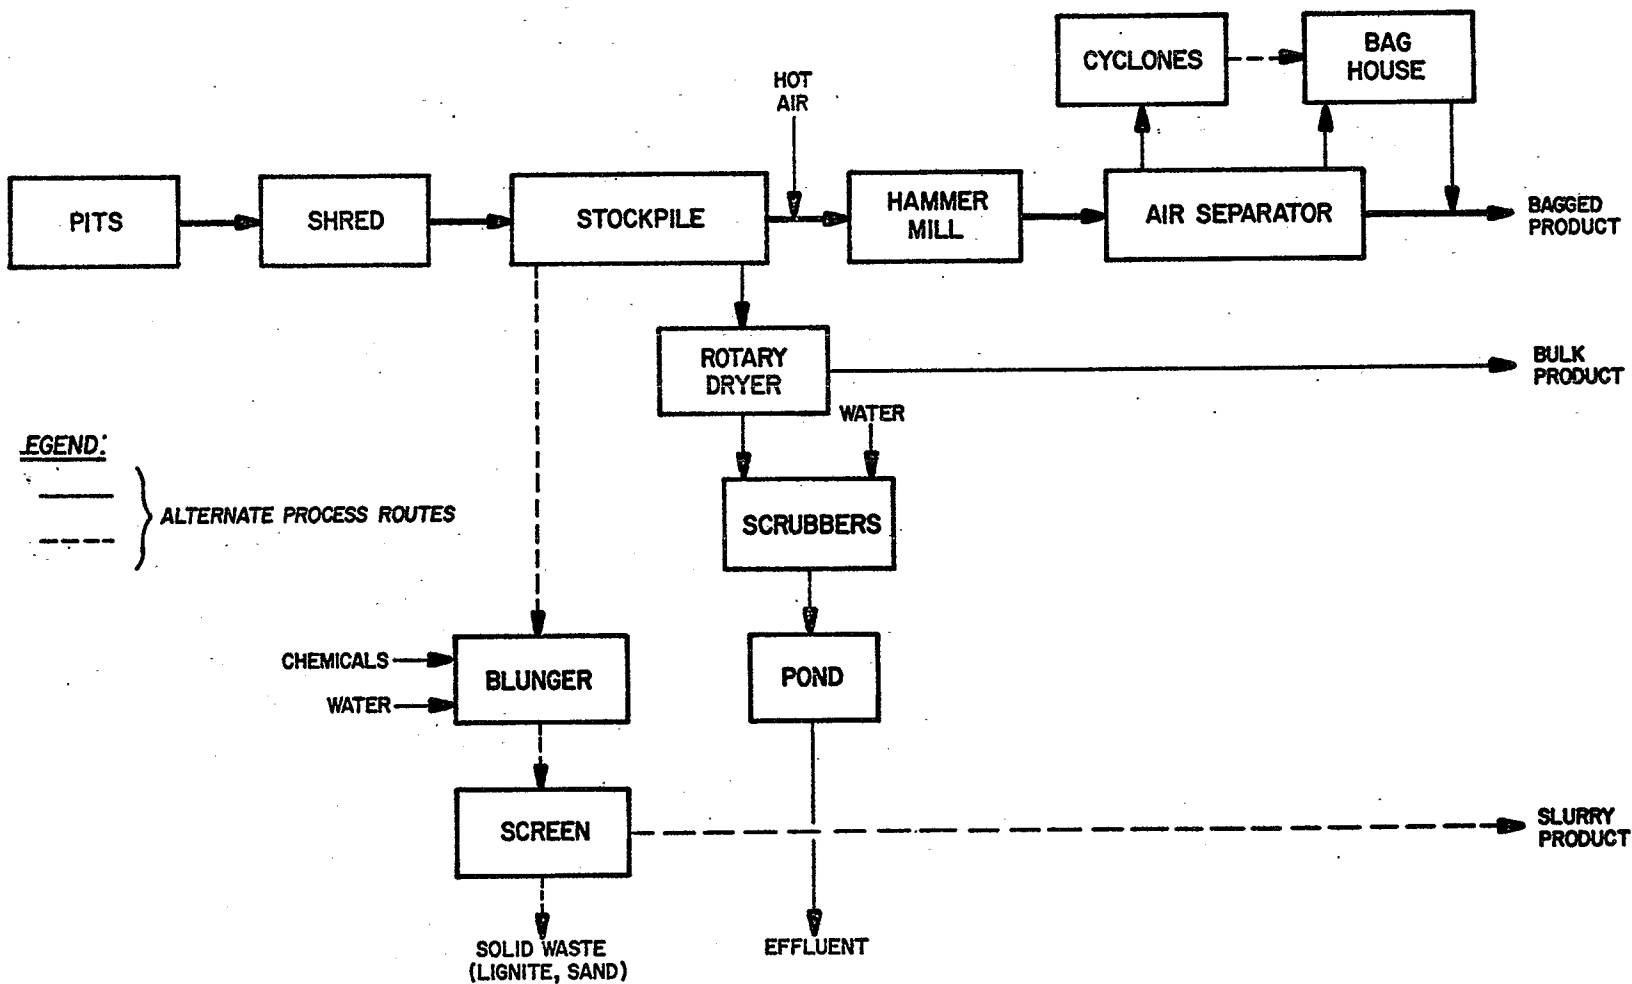 CYCLONES
BAG
HOUSE
HOT
AIR
PITS
SHRED
STOCKPILE
HAMMER
MILL
AIR SEPARATOR
BAGGED
PRODUCT
ROTARY
DRYER
BULK
PRODUCT
WATER
EGEND:
ALTERNATE PROCESS ROUTES
SCRUBBERS
CHEMICALS
WATER
BLUNGER
POND
SCREEN
SLURRY
PRODUCT
SOLID WASTE
(LIGNITE, SAND)
EFFLUENT